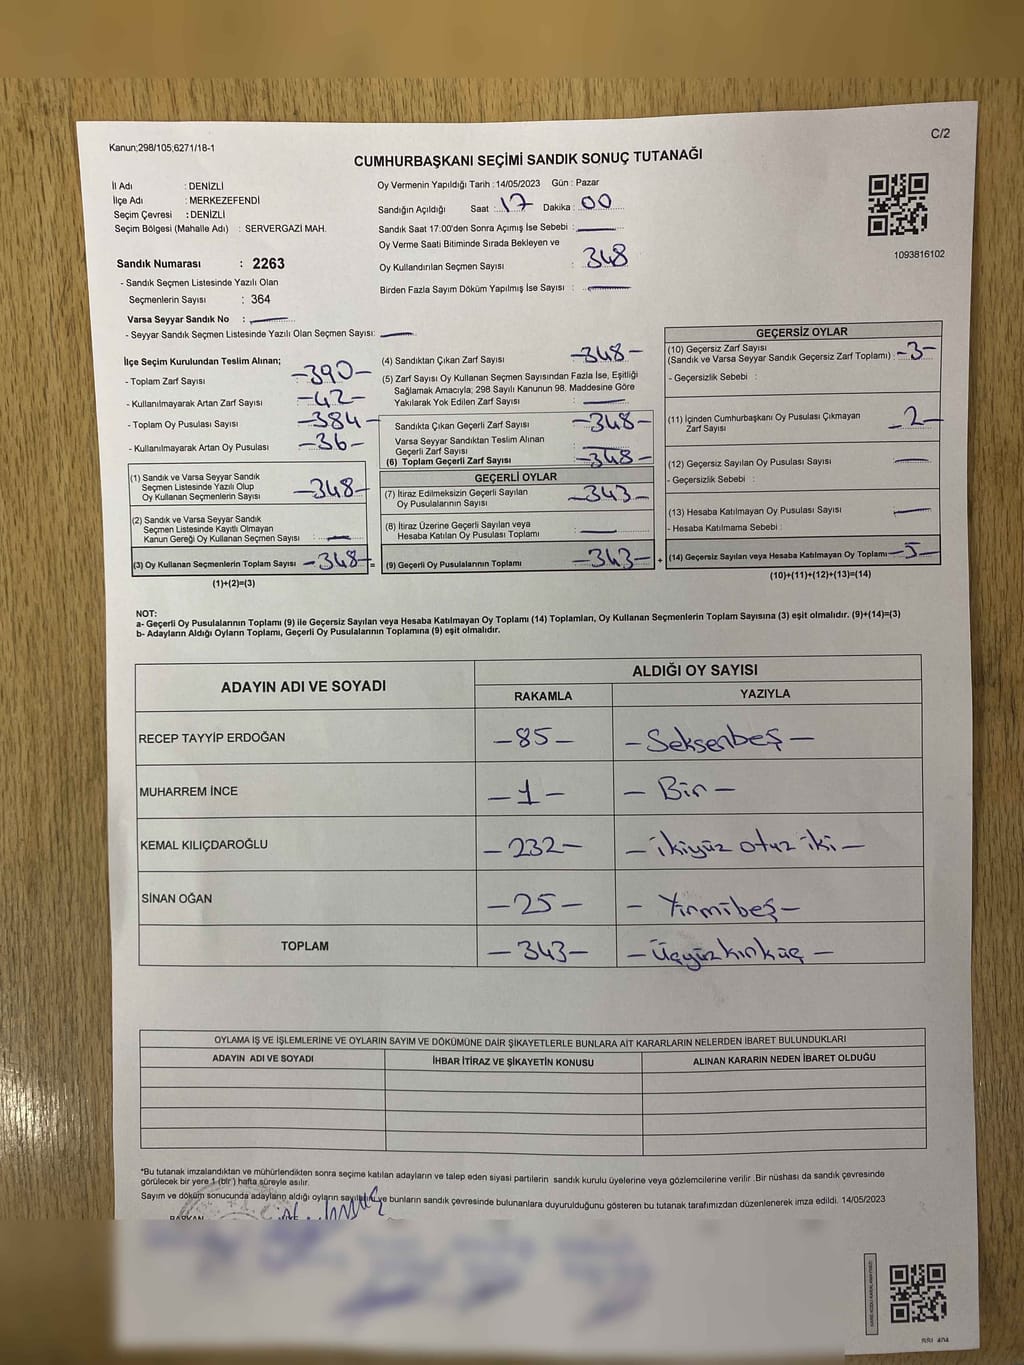 C/2
Kanun;298/105;6271/18-1
CUMHURBAŞKANI SEÇİMİ SANDIK SONUÇ TUTANAĞI
İl Adı : DENİZLİ
İlçe Adı : MERKEZEFENDİ
Seçim Çevresi : DENİZLİ
Seçim Bölgesi (Mahalle Adı) : SERVERGAZİ MAH.
Sandık Numarası : 2263
- Sandık Seçmen Listesinde Yazılı Olan
Seçmenlerin Sayısı : 364
Varsa Seyyar Sandık No :
- Seyyar Sandık Seçmen Listesinde Yazılı Olan Seçmen Sayısı:
Oy Vermenin Yapıldığı Tarih :14/05/2023 Gün : Pazar
Sandığın Açıldığı Saat : 17 Dakika : 00
Sandık Saat 17:00'den Sonra Açımış İse Sebebi :
Oy Verme Saati Bitiminde Sırada Bekleyen ve
Oy Kullandırılan Seçmen Sayısı : 348
Birden Fazla Sayım Döküm Yapılmış İse Sayısı :
1093816102
İlçe Seçim Kurulundan Teslim Alınan;
- Toplam Zarf Sayısı -390-
- Kullanılmayarak Artan Zarf Sayısı -42-
- Toplam Oy Pusulası Sayısı -384-
- Kullanılmayarak Artan Oy Pusulası -36-
(1) Sandık ve Varsa Seyyar Sandık
Seçmen Listesinde Yazılı Olup
Oy Kullanan Seçmenlerin Sayısı -348-
(2) Sandık ve Varsa Seyyar Sandık
Seçmen Listesinde Kayıtlı Olmayan
Kanun Gereği Oy Kullanan Seçmen Sayısı :
(3) Oy Kullanan Seçmenlerin Toplam Sayısı -348- =
(1)+(2)=(3)
(4) Sandıktan Çıkan Zarf Sayısı -348-
(5) Zarf Sayısı Oy Kullanan Seçmen Sayısından Fazla İse, Eşitliği
Sağlamak Amacıyla; 298 Sayılı Kanunun 98. Maddesine Göre
Yakılarak Yok Edilen Zarf Sayısı :
Sandıkta Çıkan Geçerli Zarf Sayısı -348-
Varsa Seyyar Sandıktan Teslim Alınan
Geçerli Zarf Sayısı :
(6) Toplam Geçerli Zarf Sayısı -348-
GEÇERLİ OYLAR
(7) İtiraz Edilmeksizin Geçerli Sayılan
Oy Pusulalarının Sayısı -343-
(8) İtiraz Üzerine Geçerli Sayılan veya
Hesaba Katılan Oy Pusulası Toplamı :
(9) Geçerli Oy Pusulalarının Toplamı -343- +
GEÇERSİZ OYLAR
(10) Geçersiz Zarf Sayısı
(Sandık ve Varsa Seyyar Sandık Geçersiz Zarf Toplamı) : -3-
- Geçersizlik Sebebi :
(11) İçinden Cumhurbaşkanı Oy Pusulası Çıkmayan
Zarf Sayısı -2-
(12) Geçersiz Sayılan Oy Pusulası Sayısı
- Geçersizlik Sebebi :
(13) Hesaba Katılmayan Oy Pusulası Sayısı
- Hesaba Katılmama Sebebi :
(14) Geçersiz Sayılan veya Hesaba Katılmayan Oy Toplamı -5-
(10)+(11)+(12)+(13)=(14)
NOT:
a- Geçerli Oy Pusulalarının Toplamı (9) ile Geçersiz Sayılan veya Hesaba Katılmayan Oy Toplamı (14) Toplamları, Oy Kullanan Seçmenlerin Toplam Sayısına (3) eşit olmalıdır. (9)+(14)=(3)
b- Adayların Aldığı Oyların Toplamı, Geçerli Oy Pusulalarının Toplamına (9) eşit olmalıdır.
ADAYIN ADI VE SOYADI ALDIĞI OY SAYISI
RAKAMLA YAZIYLA
RECEP TAYYİP ERDOĞAN -85- -Seksenbeş-
MUHARREM İNCE -1- -Bir-
KEMAL KILIÇDAROĞLU -232- -ikiyüz otuz iki-
SİNAN OĞAN -25- -Yirmibeş-
TOPLAM -343- -Üçyüzkırküç-
OYLAMA İŞ VE İŞLEMLERİNE VE OYLARIN SAYIM VE DÖKÜMÜNE DAİR ŞİKAYETLERLE BUNLARA AİT KARARLARIN NELERDEN İBARET BULUNDUKLARI
ADAYIN ADI VE SOYADI İHBAR İTİRAZ VE ŞİKAYETİN KONUSU ALINAN KARARIN NEDEN İBARET OLDUĞU
*Bu tutanak imzalandıktan ve mühürlendikten sonra seçime katılan adayların ve talep eden siyasi partilerin sandık kurulu üyelerine veya gözlemcilerine verilir. Bir nüshası da sandık çevresinde
görülecek bir yere 1 (bir) hafta süreyle asılır.
Sayım ve döküm sonucunda adayların aldığı oyların sayılarını ve bunların sandık çevresinde bulunanlara duyurulduğunu gösteren bu tutanak tarafımızdan düzenlenerek imza edildi. 14/05/2023